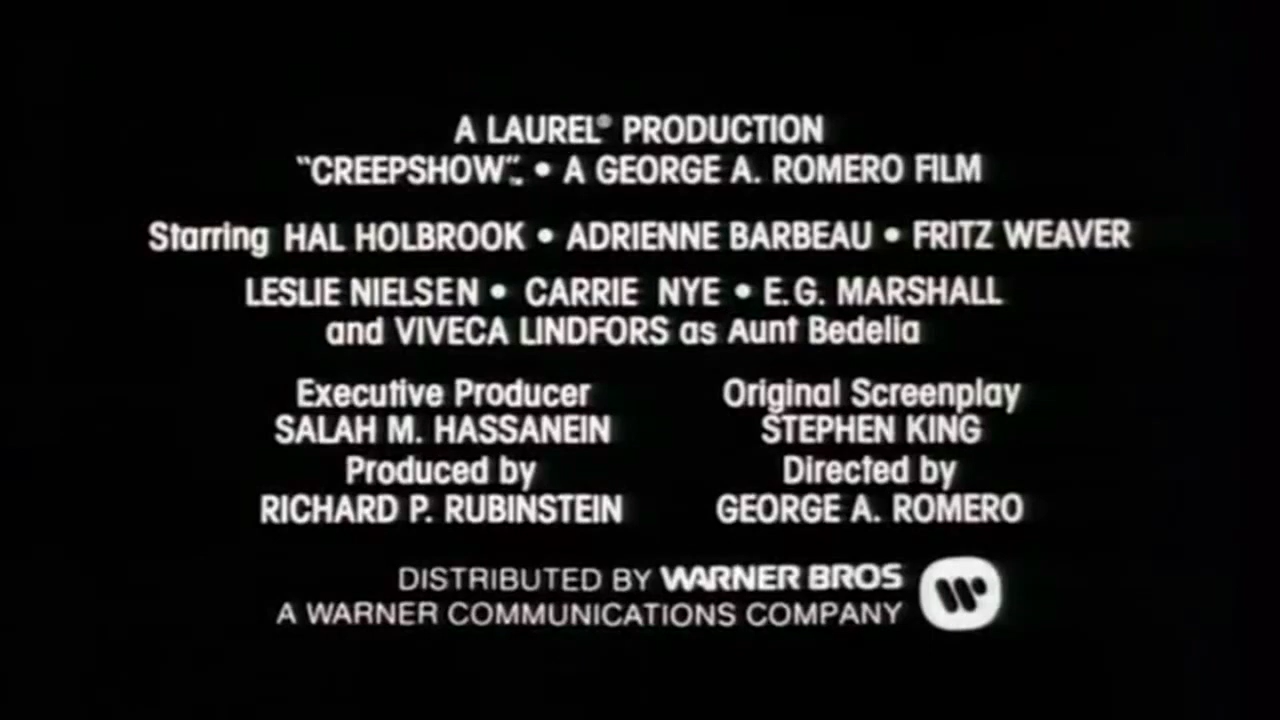 A LAUREL® PRODUCTION
"CREEPSHOW"™ • A GEORGE A. ROMERO FILM
Starring HAL HOLBROOK • ADRIENNE BARBEAU • FRITZ WEAVER
LESLIE NIELSEN • CARRIE NYE • E.G. MARSHALL
and VIVECA LINDFORS as Aunt Bedelia
Executive Producer
SALAH M. HASSANEIN
Produced by
RICHARD P. RUBINSTEIN
Original Screenplay
STEPHEN KING
Directed by
GEORGE A. ROMERO
DISTRIBUTED BY WARNER BROS
A WARNER COMMUNICATIONS COMPANY